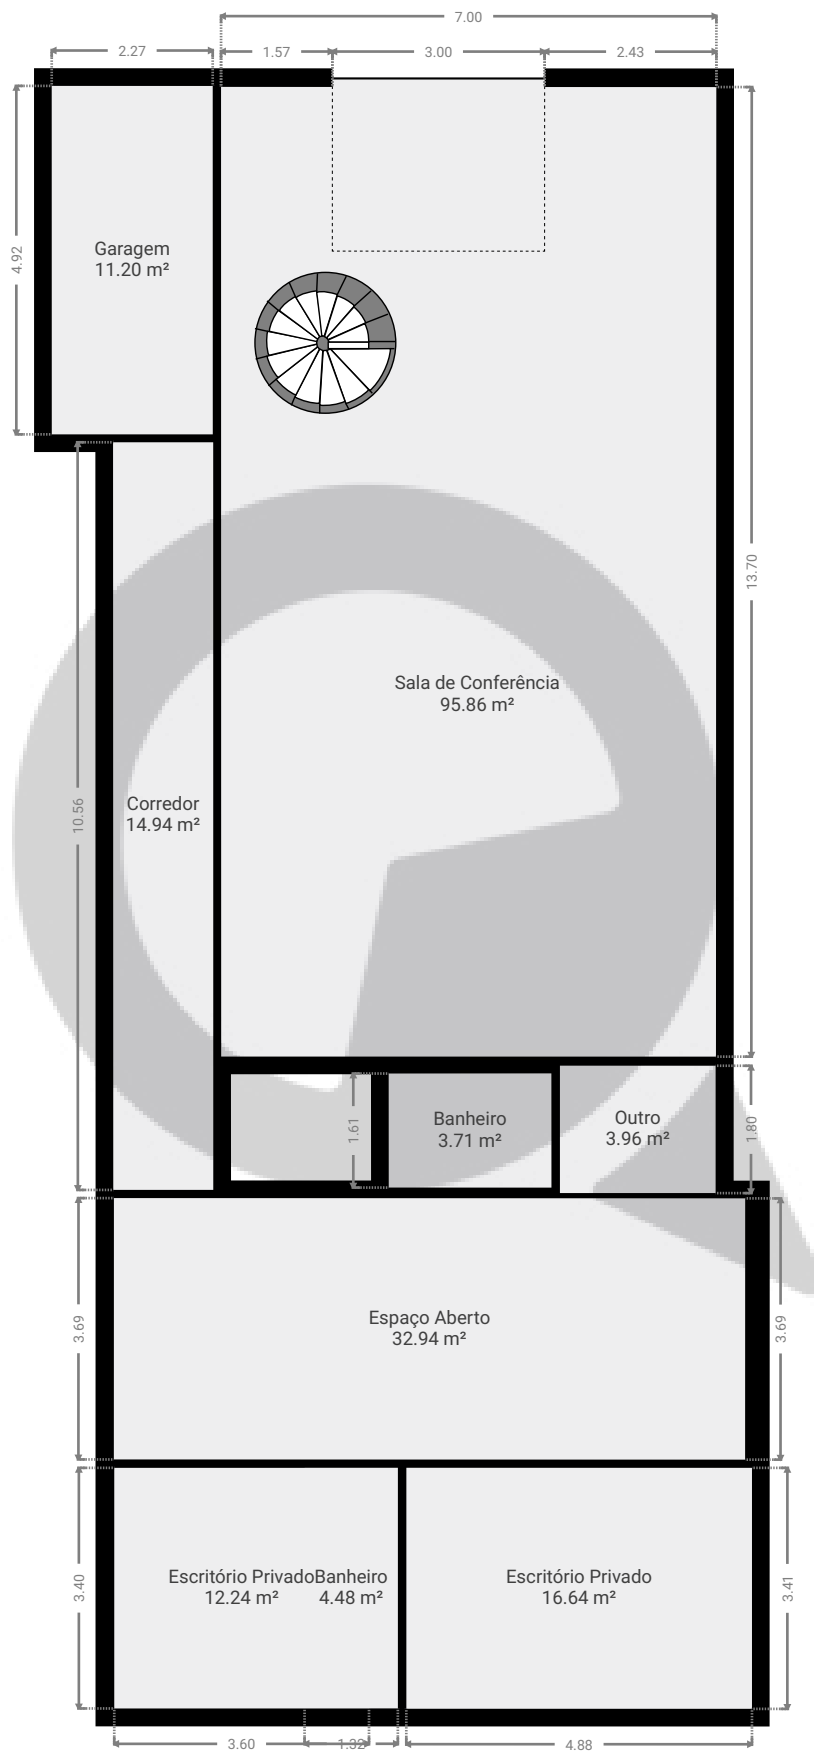 7.00
2.27
1.57
3.00
2.43
4.92
Garagem
11.20 m²
13.70
Sala de Conferência
95.86 m²
10.56
Corredor
14.94 m²
1.61
Banheiro
3.71 m²
Outro
3.96 m²
1.80
3.69
Espaço Aberto
32.94 m²
3.69
3.40
Escritório Privado
12.24 m²
Banheiro
4.48 m²
Escritório Privado
16.64 m²
3.41
3.60
1.32
4.88